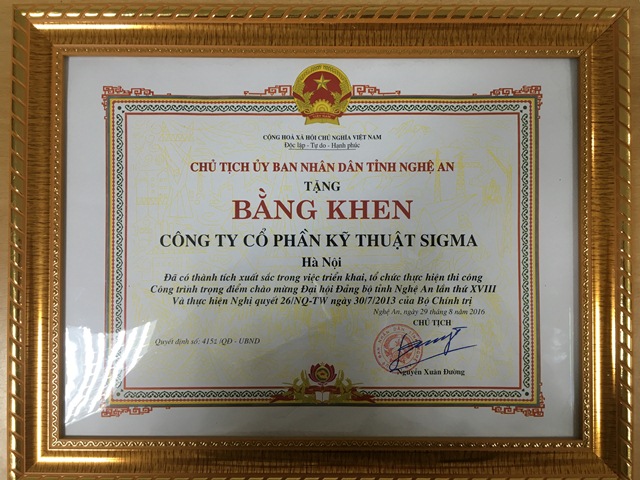 CỘNG HOÀ XÃ HỘI CHỦ NGHĨA VIỆT NAM
Độc lập - Tự do - Hạnh phúc
CHỦ TỊCH ỦY BAN NHÂN DÂN TỈNH NGHỆ AN
TẶNG
BẰNG KHEN
CÔNG TY CỔ PHẦN KỸ THUẬT SIGMA
Hà Nội
Đã có thành tích xuất sắc trong việc triển khai, tổ chức thực hiện thi công
Công trình trọng điểm chào mừng Đại hội Đảng bộ tỉnh Nghệ An lần thứ XVIII
Và thực hiện Nghị quyết 26/NQ-TW ngày 30/7/2013 của Bộ Chính trị
Nghệ An, ngày 29 tháng 8 năm 2016
CHỦ TỊCH
Quyết định số: 4152 /QĐ - UBND
Nguyễn Xuân Đường